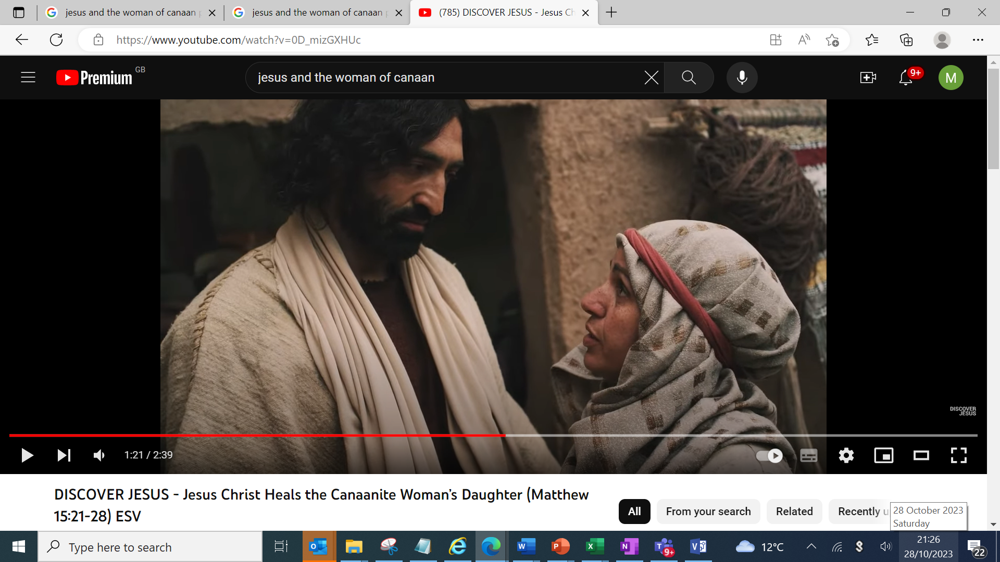 jesus and the woman of canaan p
jesus and the woman of canaan p
(785) DISCOVER JESUS - Jesus Ch
https://www.youtube.com/watch?v=0D_mizGXHUc
Premium GB
jesus and the woman of canaan
9+
M
DISCOVER
JESUS
1:21 / 2:39
DISCOVER JESUS - Jesus Christ Heals the Canaanite Woman's Daughter (Matthew
15:21-28) ESV
All
From your search
Related
Recently u
28 October 2023
Saturday
Type here to search
9+
12°C
21:26
28/10/2023
22